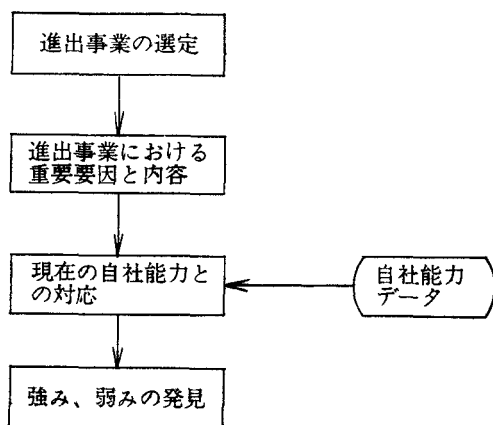 進出事業の選定
進出事業における
重要要因と内容
現在の自社能力と
の対応
自社能力
データ
強み、弱みの発見